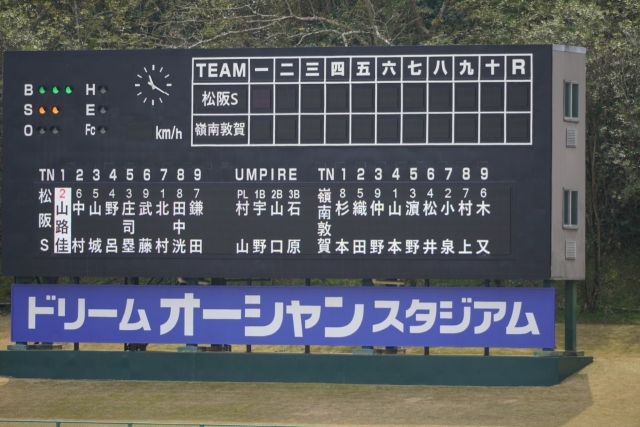 TEAM 一 二 三 四 五 六 七 八 九 十 R
B H
松阪S
S E
O Fc km/h
嶺南敦賀
TN 1 2 3 4 5 6 7 8 9 UMPIRE TN 1 2 3 4 5 6 7 8 9
松阪S 2 6 5 4 3 9 1 8 7 PL 1B 2B 3B 嶺南敦賀 8 5 9 1 3 4 2 7 6
山路佳 中村 山城 野呂 庄司塁 武藤 北村 田中洸 鎌田 村山 宇野 山口 石原 杉本 織田 仲野 山本 濵野 松井 小泉 村上 木又
ドリームオーシャンスタジアム